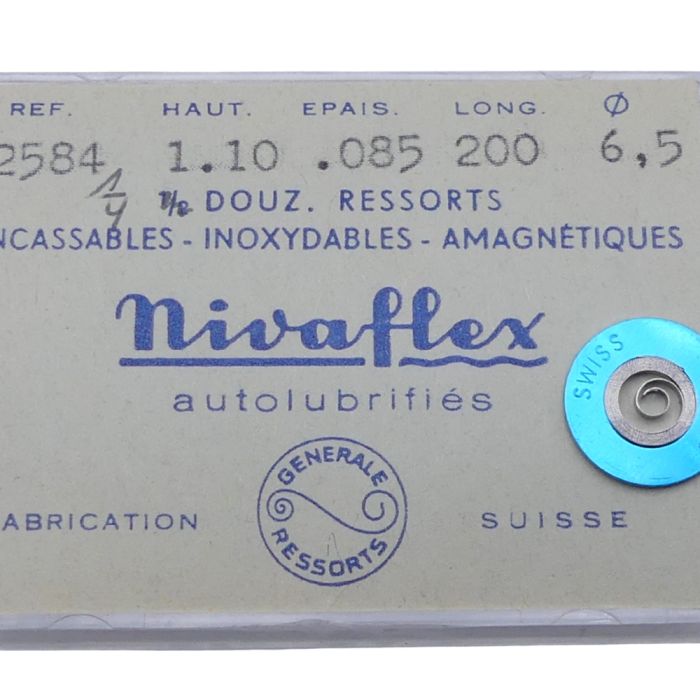 REF. HAUT. EPAIS. LONG. Ø
2584 1.10 .085 200 6,5
1/4 1/2 DOUZ. RESSORTS
NCASSABLES - INOXYDABLES - AMAGNÉTIQUES
Nivaflex
autolubrifiés
SWISS
GENERALE
RESSORTS
ABRICATION SUISSE